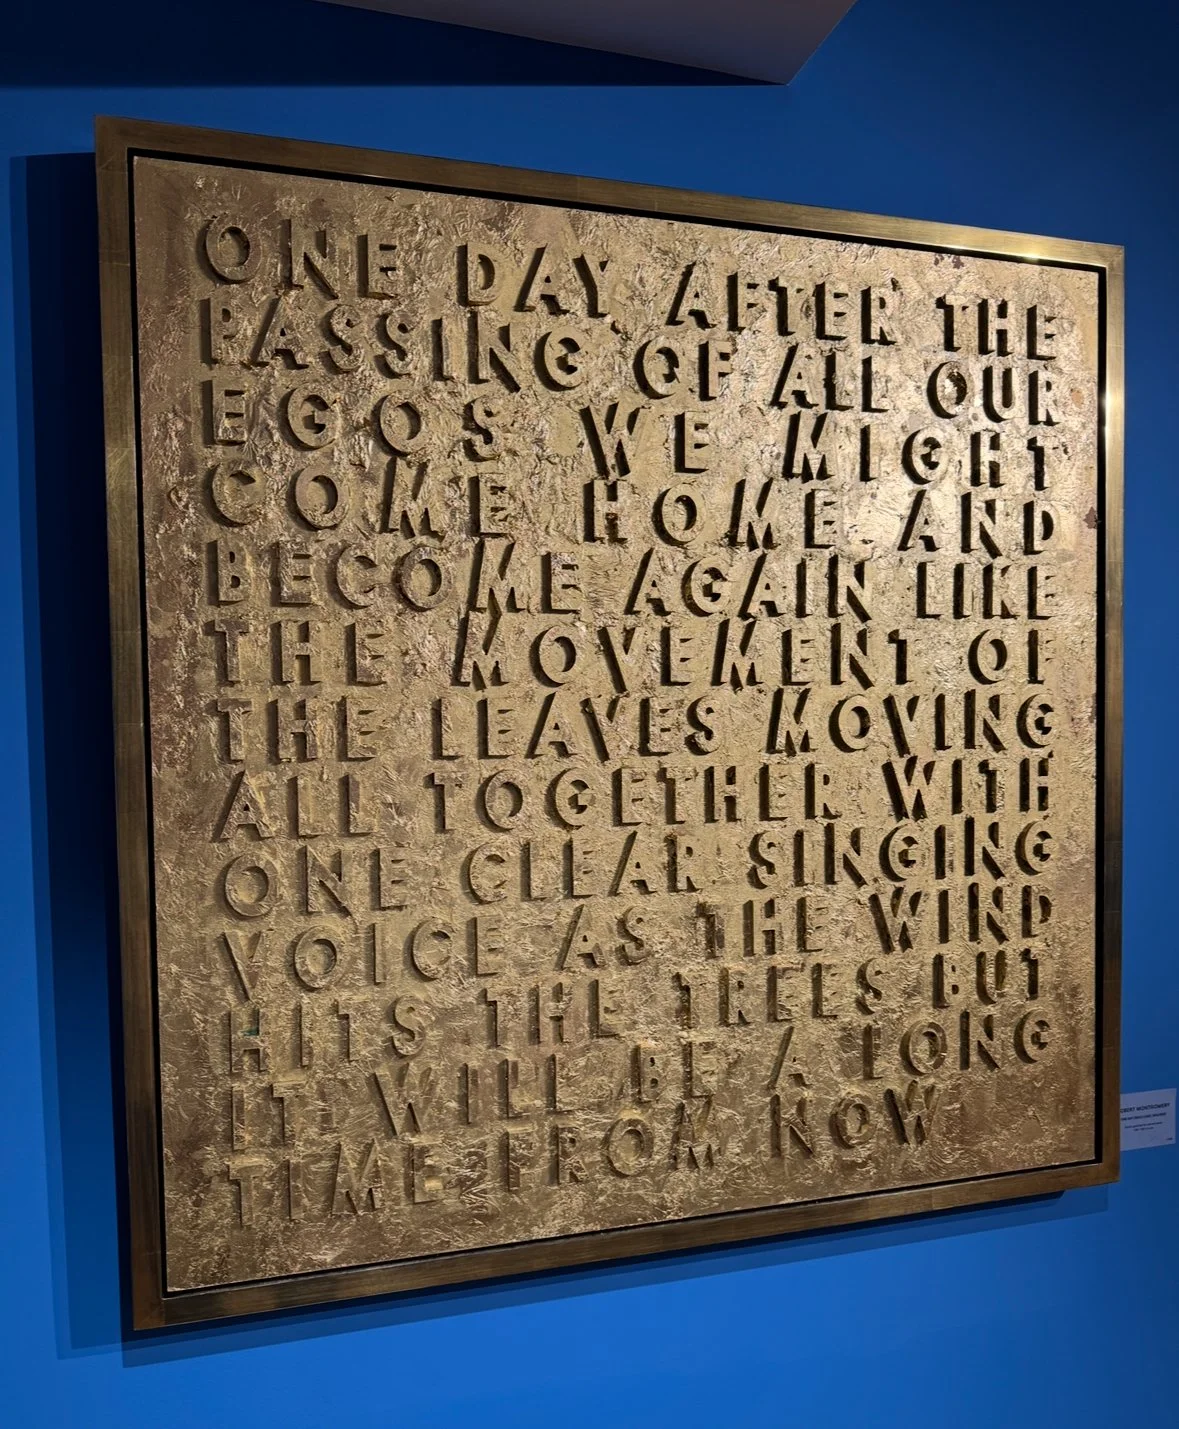 ONE DAY AFTER THE
PASSING OF ALL OUR
EGOS WE MIGHT
COME HOME AND
BECOME AGAIN LIKE
THE MOVEMENT OF
THE LEAVES MOVING
ALL TOGETHER WITH
ONE CLEAR SINGING
VOICE AS THE WIND
HITS THE TREES BUT
IT WILL BE A LONG
TIME FROM NOW
MONTGOMERY